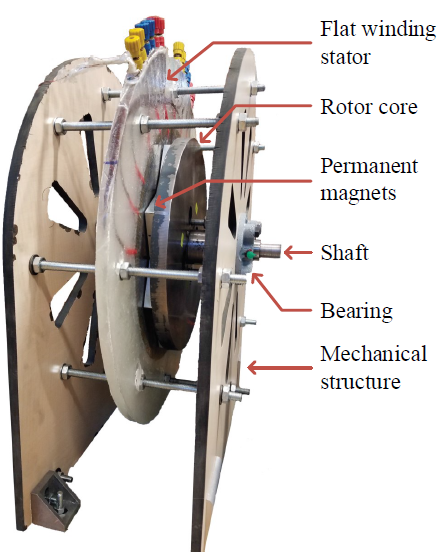 Flat winding
stator
Rotor core
Permanent
magnets
Shaft
Bearing
Mechanical
structure